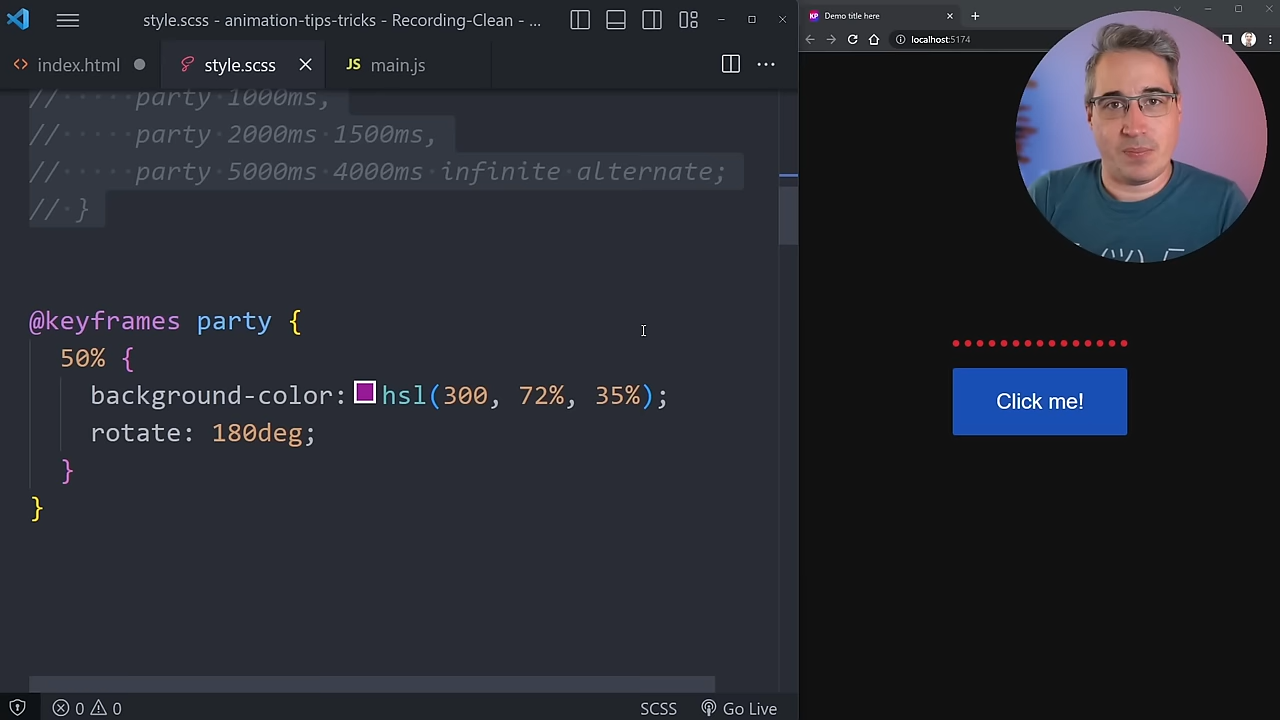 style.scss - animation-tips-tricks - Recording-Clean - ...
index.html
style.scss
JS main.js
// party 1000ms,
// party 2000ms 1500ms,
// party 5000ms 4000ms infinite alternate;
// }
@keyframes party {
50% {
background-color: hsl(300, 72%, 35%);
rotate: 180deg;
}
}
0 0
SCSS
Go Live
KP Demo title here
localhost:5174
Click me!